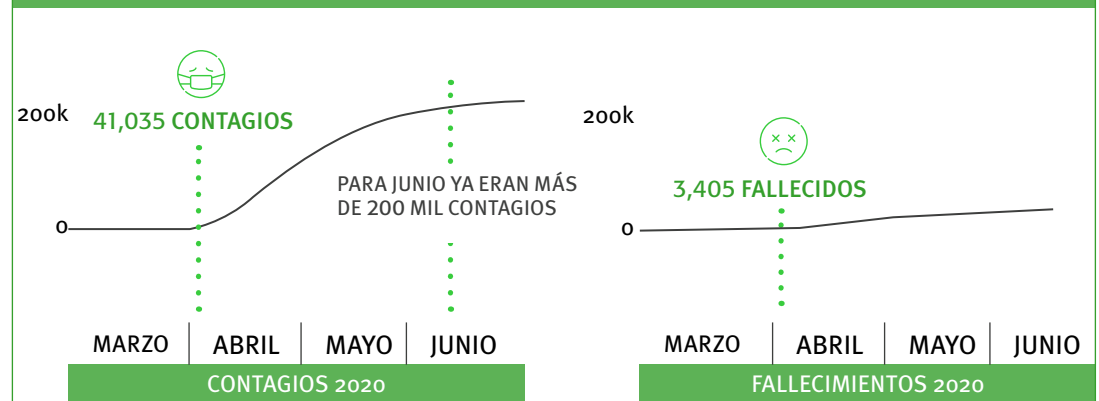 200k
41,035 CONTAGIOS
PARA JUNIO YA ERAN MÁS
DE 200 MIL CONTAGIOS
0
MARZO ABRIL MAYO JUNIO
CONTAGIOS 2020
200k
3,405 FALLECIDOS
0
MARZO ABRIL MAYO JUNIO
FALLECIMIENTOS 2020